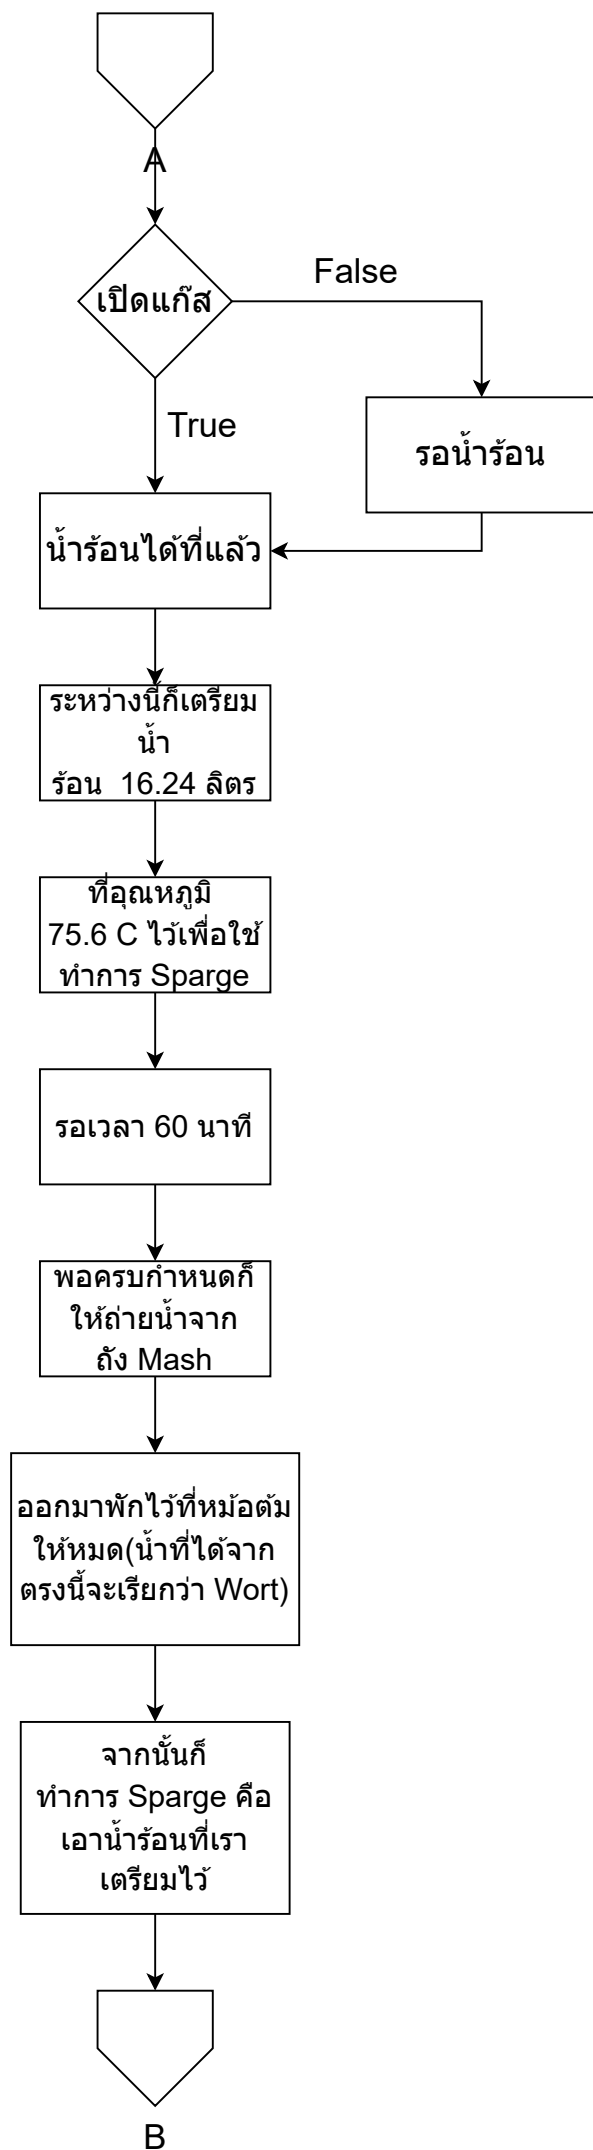 A
เปิดแก๊ส
False
True
รอน้ำร้อน
น้ำร้อนได้ที่แล้ว
ระหว่างนี้ก็เตรียม
น้ำ
ร้อน 16.24 ลิตร
ที่อุณหภูมิ
75.6 C ไว้เพื่อใช้
ทำการ Sparge
รอเวลา 60 นาที
พอครบกำหนดก็
ให้ถ่ายน้ำจาก
ถัง Mash
ออกมาพักไว้ที่หม้อต้ม
ให้หมด(น้ำที่ได้จาก
ตรงนี้จะเรียกว่า Wort)
จากนั้นก็
ทำการ Sparge คือ
เอาน้ำร้อนที่เรา
เตรียมไว้
B